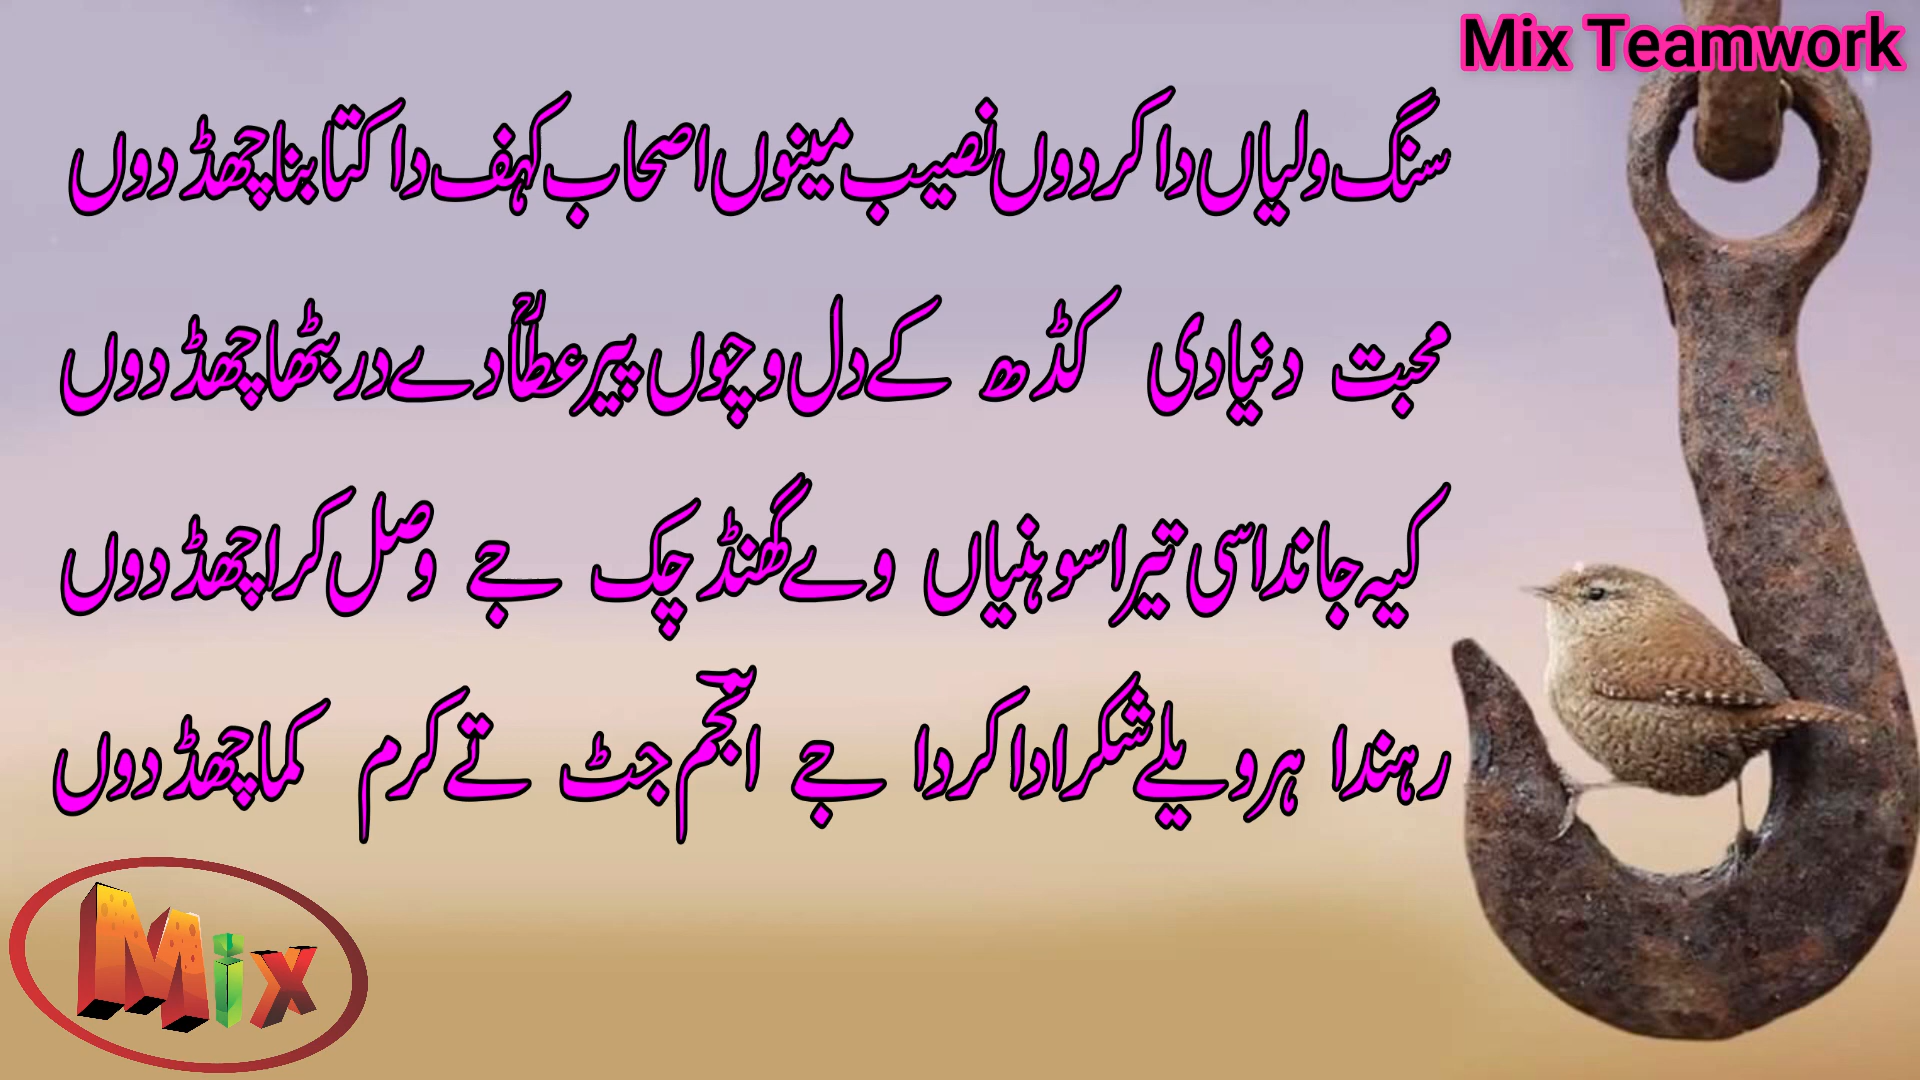 Mix Teamwork
سنگ ولیاں دا کر دوں نصیب مینوں اصحاب کہف دا کتا بنا چھڈ دوں
محبت دنیا دی کڈھ کے دل وچوں پیر عطاؒ دے در بٹھا چھڈ دوں
کیہ جاندا سی تیرا سوہنیاں وے گھنڈ چک جے وصل کرا چھڈ دوں
رہندا ہر ویلے شکر ادا کردا جے انجم جٹ تے کرم کما چھڈ دوں
Mix